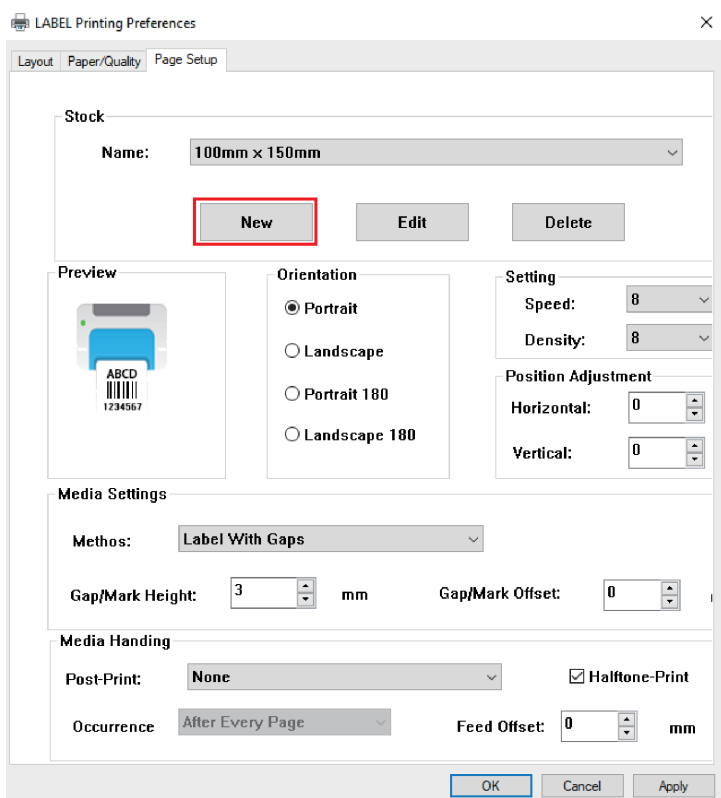 LABEL Printing Preferences
Layout Paper/Quality Page Setup
Stock
Name: 100mm x 150mm
New Edit Delete
Preview
ABCD
1234567
Orientation
Portrait
Landscape
Portrait 180
Landscape 180
Setting
Speed: 8
Density: 8
Position Adjustment
Horizontal: 0
Vertical: 0
Media Settings
Methos: Label With Gaps
Gap/Mark Height: 3 mm Gap/Mark Offset: 0
Media Handing
Post-Print: None Halftone-Print
Occurrence After Every Page Feed Offset: 0 mm
OK Cancel Apply